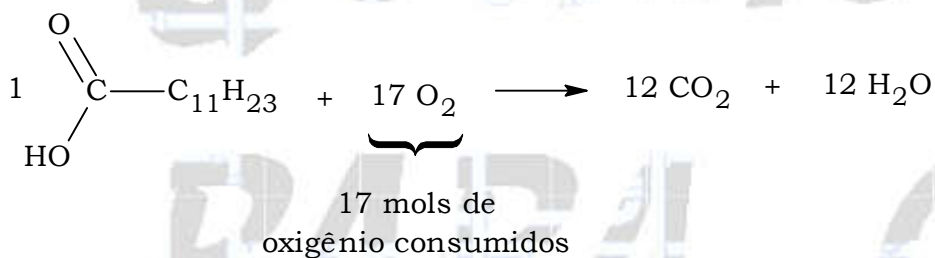 O
1 C C11H23 + 17 O2 12 CO2 + 12 H2O
HO
17 mols de
oxigênio consumidos